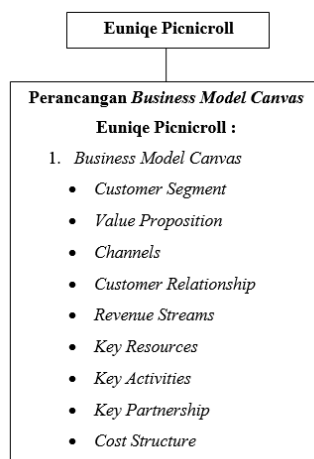 Euniqe Picnicroll
Perancangan Business Model Canvas
Euniqe Picnicroll :
1. Business Model Canvas
• Customer Segment
• Value Proposition
• Channels
• Customer Relationship
• Revenue Streams
• Key Resources
• Key Activities
• Key Partnership
• Cost Structure